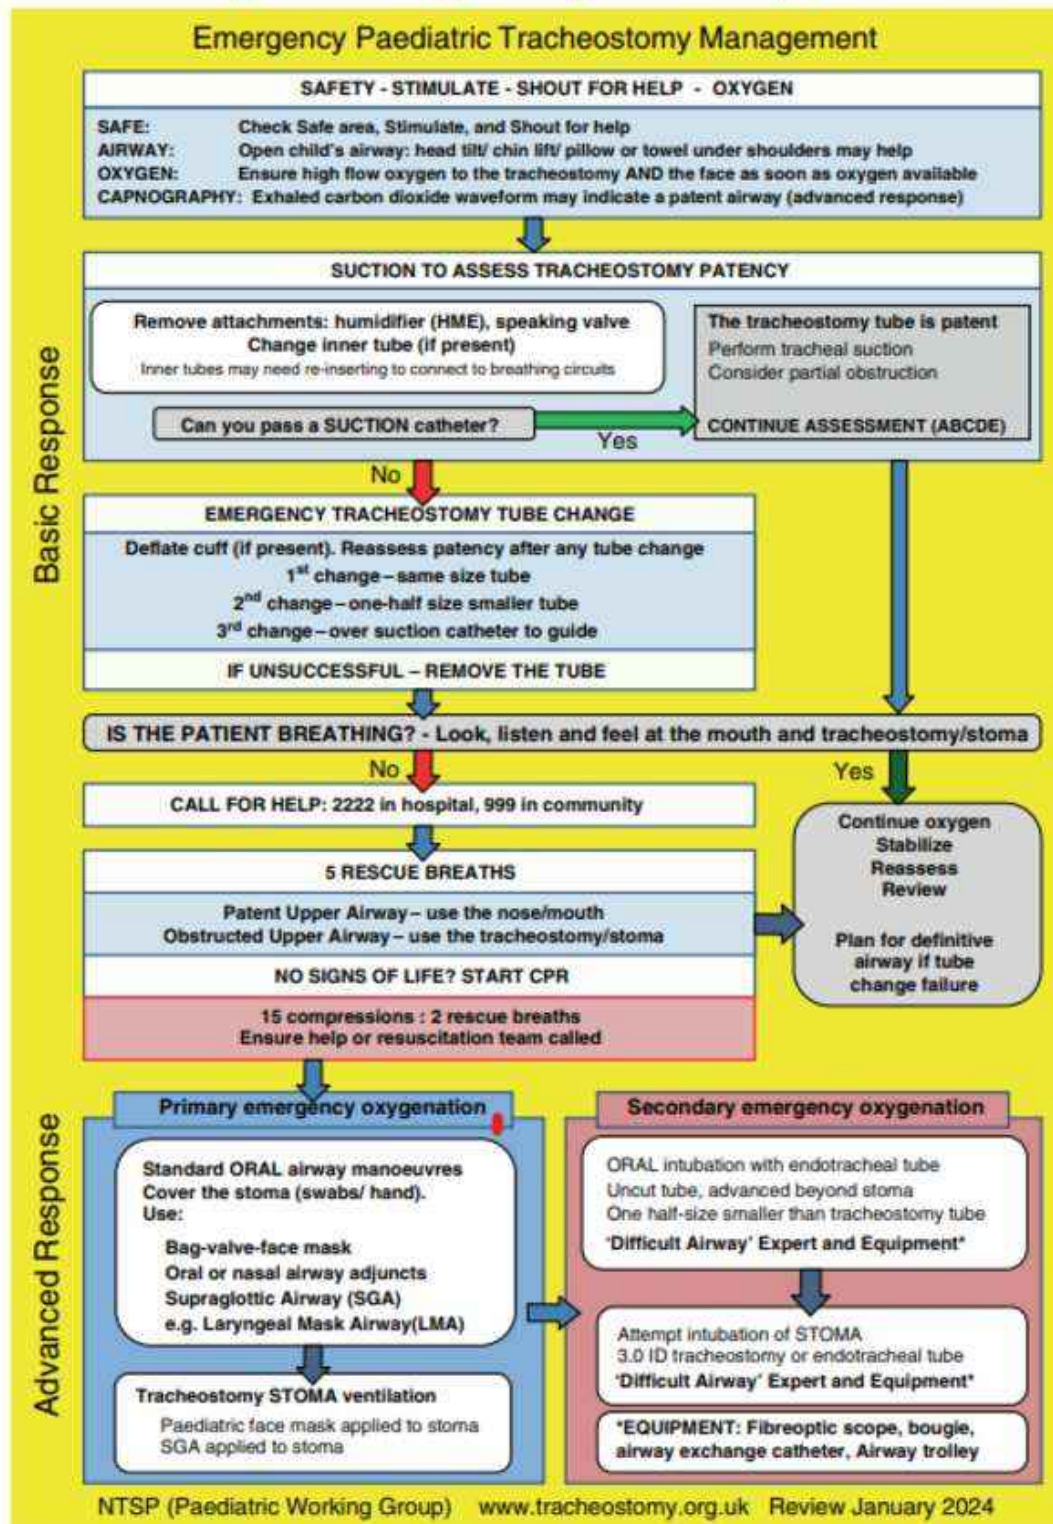 Emergency Paediatric Tracheostomy Management
SAFETY - STIMULATE - SHOUT FOR HELP - OXYGEN
SAFE: Check Safe area, Stimulate, and Shout for help
AIRWAY: Open child's airway: head tilt/ chin lift/ pillow or towel under shoulders may help
OXYGEN: Ensure high flow oxygen to the tracheostomy AND the face as soon as oxygen available
CAPNOGRAPHY: Exhaled carbon dioxide waveform may indicate a patent airway (advanced response)
Basic Response
SUCTION TO ASSESS TRACHEOSTOMY PATENCY
Remove attachments: humidifier (HME), speaking valve
Change inner tube (if present)
Inner tubes may need re-inserting to connect to breathing circuits
Can you pass a SUCTION catheter?
Yes
The tracheostomy tube is patent
Perform tracheal suction
Consider partial obstruction
CONTINUE ASSESSMENT (ABCDE)
No
EMERGENCY TRACHEOSTOMY TUBE CHANGE
Deflate cuff (if present). Reassess patency after any tube change
1st change – same size tube
2nd change – one-half size smaller tube
3rd change – over suction catheter to guide
IF UNSUCCESSFUL – REMOVE THE TUBE
IS THE PATIENT BREATHING? - Look, listen and feel at the mouth and tracheostomy/stoma
No
Yes
CALL FOR HELP: 2222 in hospital, 999 in community
5 RESCUE BREATHS
Patent Upper Airway – use the nose/mouth
Obstructed Upper Airway – use the tracheostomy/stoma
NO SIGNS OF LIFE? START CPR
15 compressions : 2 rescue breaths
Ensure help or resuscitation team called
Continue oxygen
Stabilize
Reassess
Review
Plan for definitive
airway if tube
change failure
Advanced Response
Primary emergency oxygenation
Standard ORAL airway manoeuvres
Cover the stoma (swabs/ hand).
Use:
Bag-valve-face mask
Oral or nasal airway adjuncts
Supraglottic Airway (SGA)
e.g. Laryngeal Mask Airway(LMA)
Tracheostomy STOMA ventilation
Paediatric face mask applied to stoma
SGA applied to stoma
Secondary emergency oxygenation
ORAL intubation with endotracheal tube
Uncut tube, advanced beyond stoma
One half-size smaller than tracheostomy tube
'Difficult Airway' Expert and Equipment*
Attempt intubation of STOMA
3.0 ID tracheostomy or endotracheal tube
'Difficult Airway' Expert and Equipment*
*EQUIPMENT: Fibreoptic scope, bougie,
airway exchange catheter, Airway trolley
NTSP (Paediatric Working Group) www.tracheostomy.org.uk Review January 2024